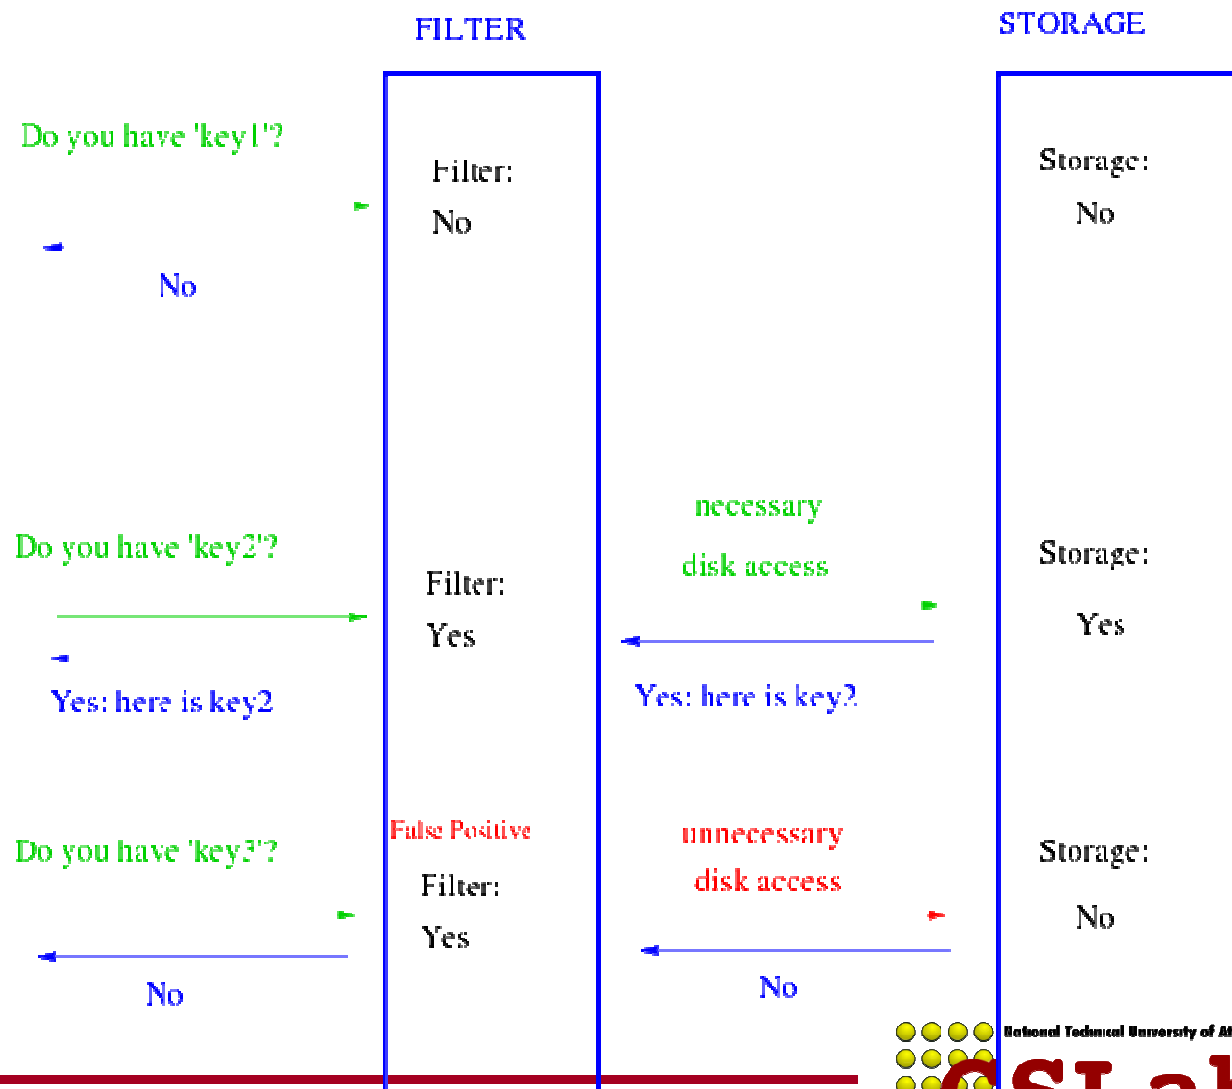 FILTER
STORAGE
Do you have 'key1'?
Filter:
No
Storage:
No
No
necessary
disk access
Do you have 'key2'?
Filter:
Yes
Storage:
Yes
Yes: here is key2
Yes: here is key2
Do you have 'key3'?
False Positive
Filter:
Yes
unnecessary
disk access
Storage:
No
No
No
National Technical University of